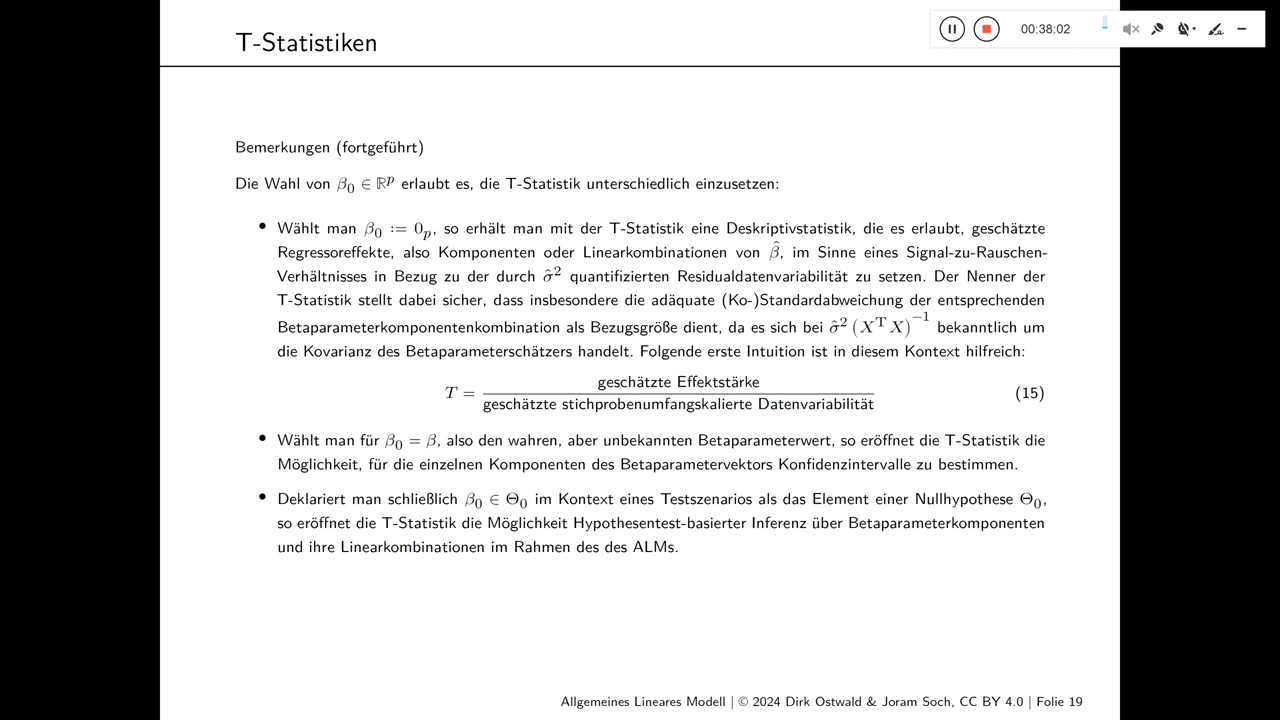 T-Statistiken
00:38:02
Bemerkungen (fortgeführt)
Die Wahl von β₀ ∈ ℝᵖ erlaubt es, die T-Statistik unterschiedlich einzusetzen:
• Wählt man β₀ := 0ₚ, so erhält man mit der T-Statistik eine Deskriptivstatistik, die es erlaubt, geschätzte
Regressoreffekte, also Komponenten oder Linearkombinationen von β̂, im Sinne eines Signal-zu-Rauschen-
Verhältnisses in Bezug zu der durch σ̂² quantifizierten Residualdatenvariabilität zu setzen. Der Nenner der
T-Statistik stellt dabei sicher, dass insbesondere die adäquate (Ko-)Standardabweichung der entsprechenden
Betaparameterkomponentenkombination als Bezugsgröße dient, da es sich bei σ̂² (XᵀX)⁻¹ bekanntlich um
die Kovarianz des Betaparameterschätzers handelt. Folgende erste Intuition ist in diesem Kontext hilfreich:
T = geschätzte Effektstärke / geschätzte stichprobenumfangskalierte Datenvariabilität (15)
• Wählt man für β₀ = β, also den wahren, aber unbekannten Betaparameterwert, so eröffnet die T-Statistik die
Möglichkeit, für die einzelnen Komponenten des Betaparametervektors Konfidenzintervalle zu bestimmen.
• Deklariert man schließlich β₀ ∈ Θ₀ im Kontext eines Testszenarios als das Element einer Nullhypothese Θ₀,
so eröffnet die T-Statistik die Möglichkeit Hypothesentest-basierter Inferenz über Betaparameterkomponenten
und ihre Linearkombinationen im Rahmen des des ALMs.
Allgemeines Lineares Modell | © 2024 Dirk Ostwald & Joram Soch, CC BY 4.0 | Folie 19